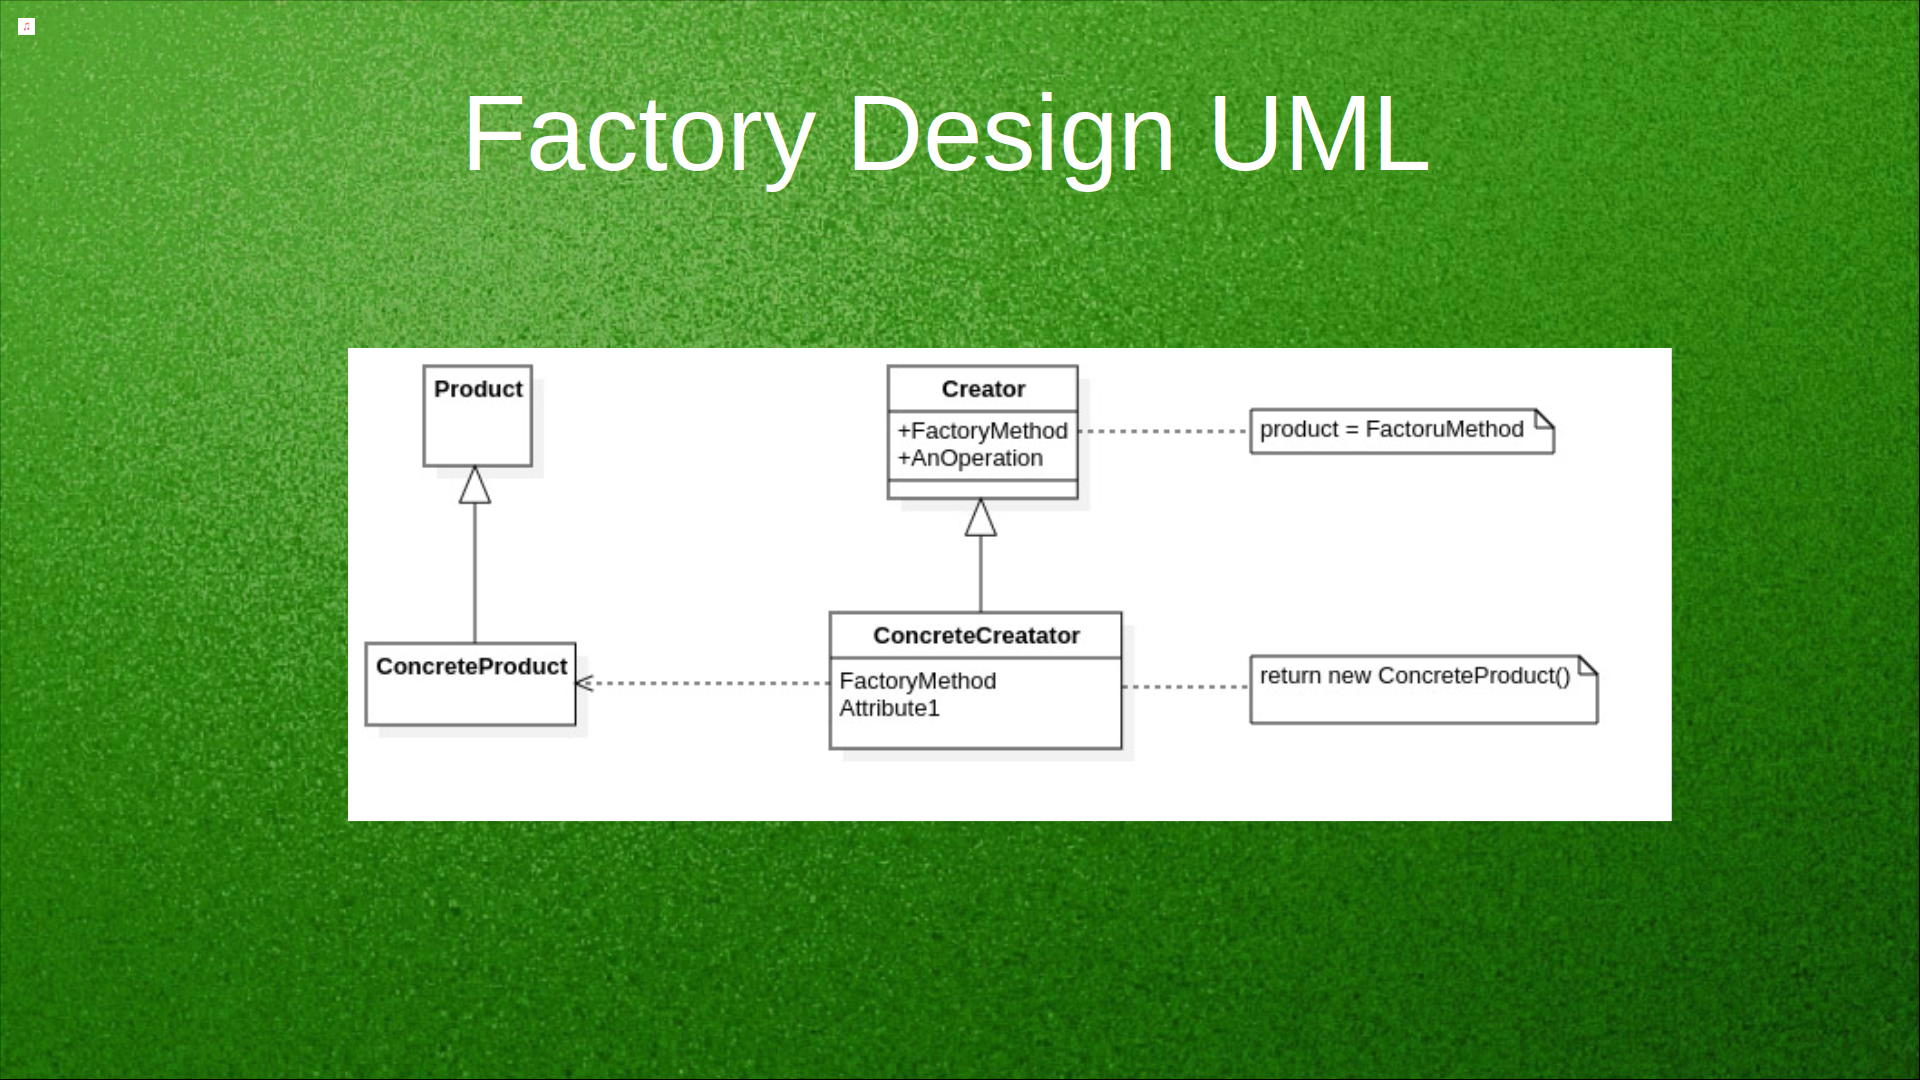 Factory Design UML
Product
Creator
+FactoryMethod
+AnOperation
product = FactoruMethod
ConcreteProduct
ConcreteCreatator
FactoryMethod
Attribute1
return new ConcreteProduct()